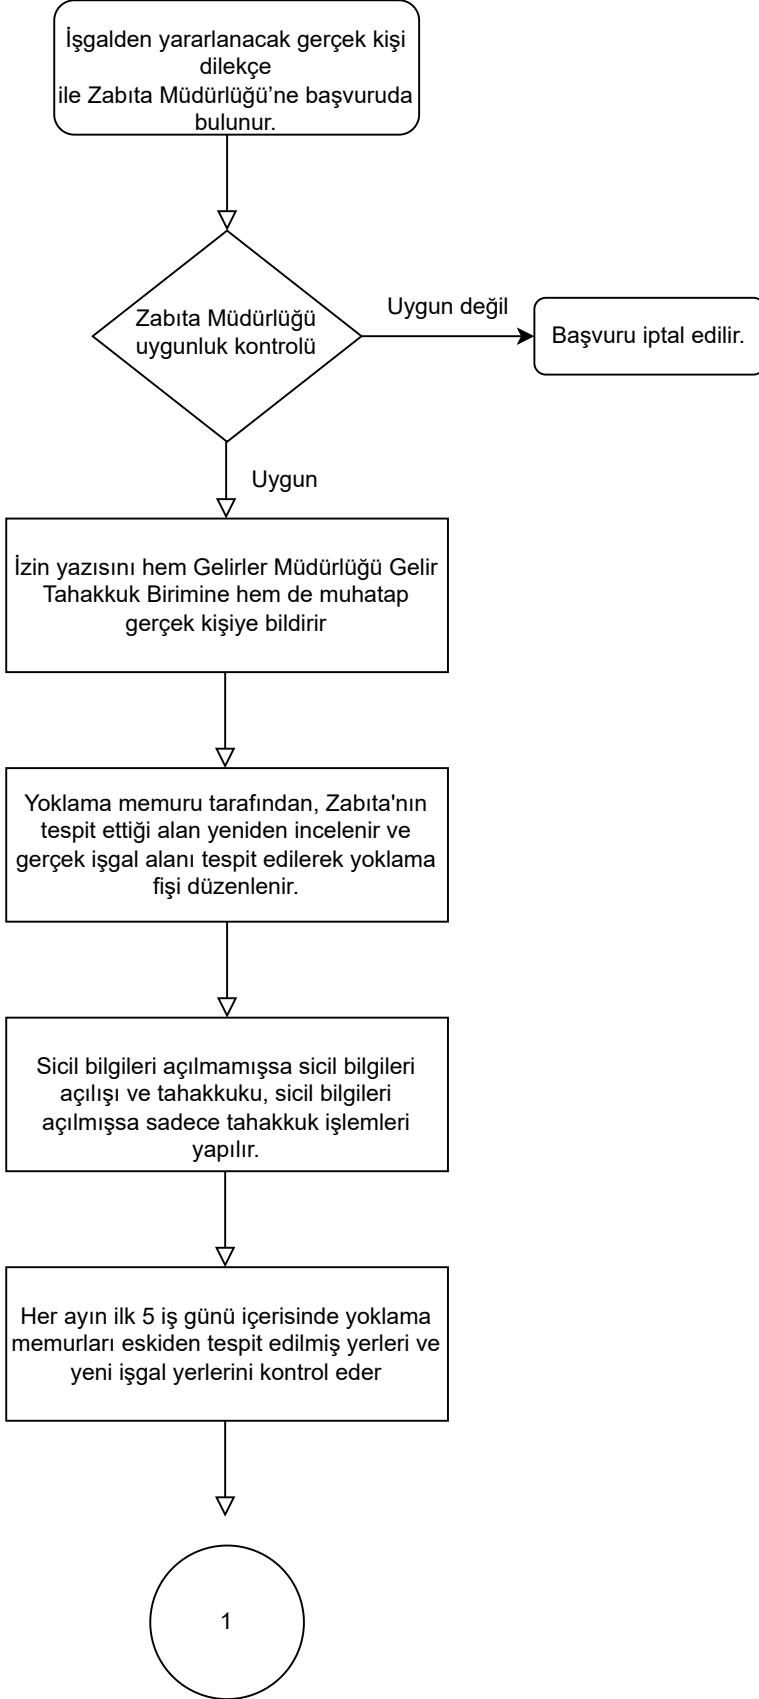 İşgalden yararlanacak gerçek kişi
dilekçe
ile Zabıta Müdürlüğü’ne başvuruda
bulunur.
Zabıta Müdürlüğü
uygunluk kontrolü
Uygun değil
Başvuru iptal edilir.
Uygun
İzin yazısını hem Gelirler Müdürlüğü Gelir
Tahakkuk Birimine hem de muhatap
gerçek kişiye bildirir
Yoklama memuru tarafından, Zabıta'nın
tespit ettiği alan yeniden incelenir ve
gerçek işgal alanı tespit edilerek yoklama
fişi düzenlenir.
Sicil bilgileri açılmamışsa sicil bilgileri
açılışı ve tahakkuku, sicil bilgileri
açılmışsa sadece tahakkuk işlemleri
yapılır.
Her ayın ilk 5 iş günü içerisinde yoklama
memurları eskiden tespit edilmiş yerleri ve
yeni işgal yerlerini kontrol eder
1